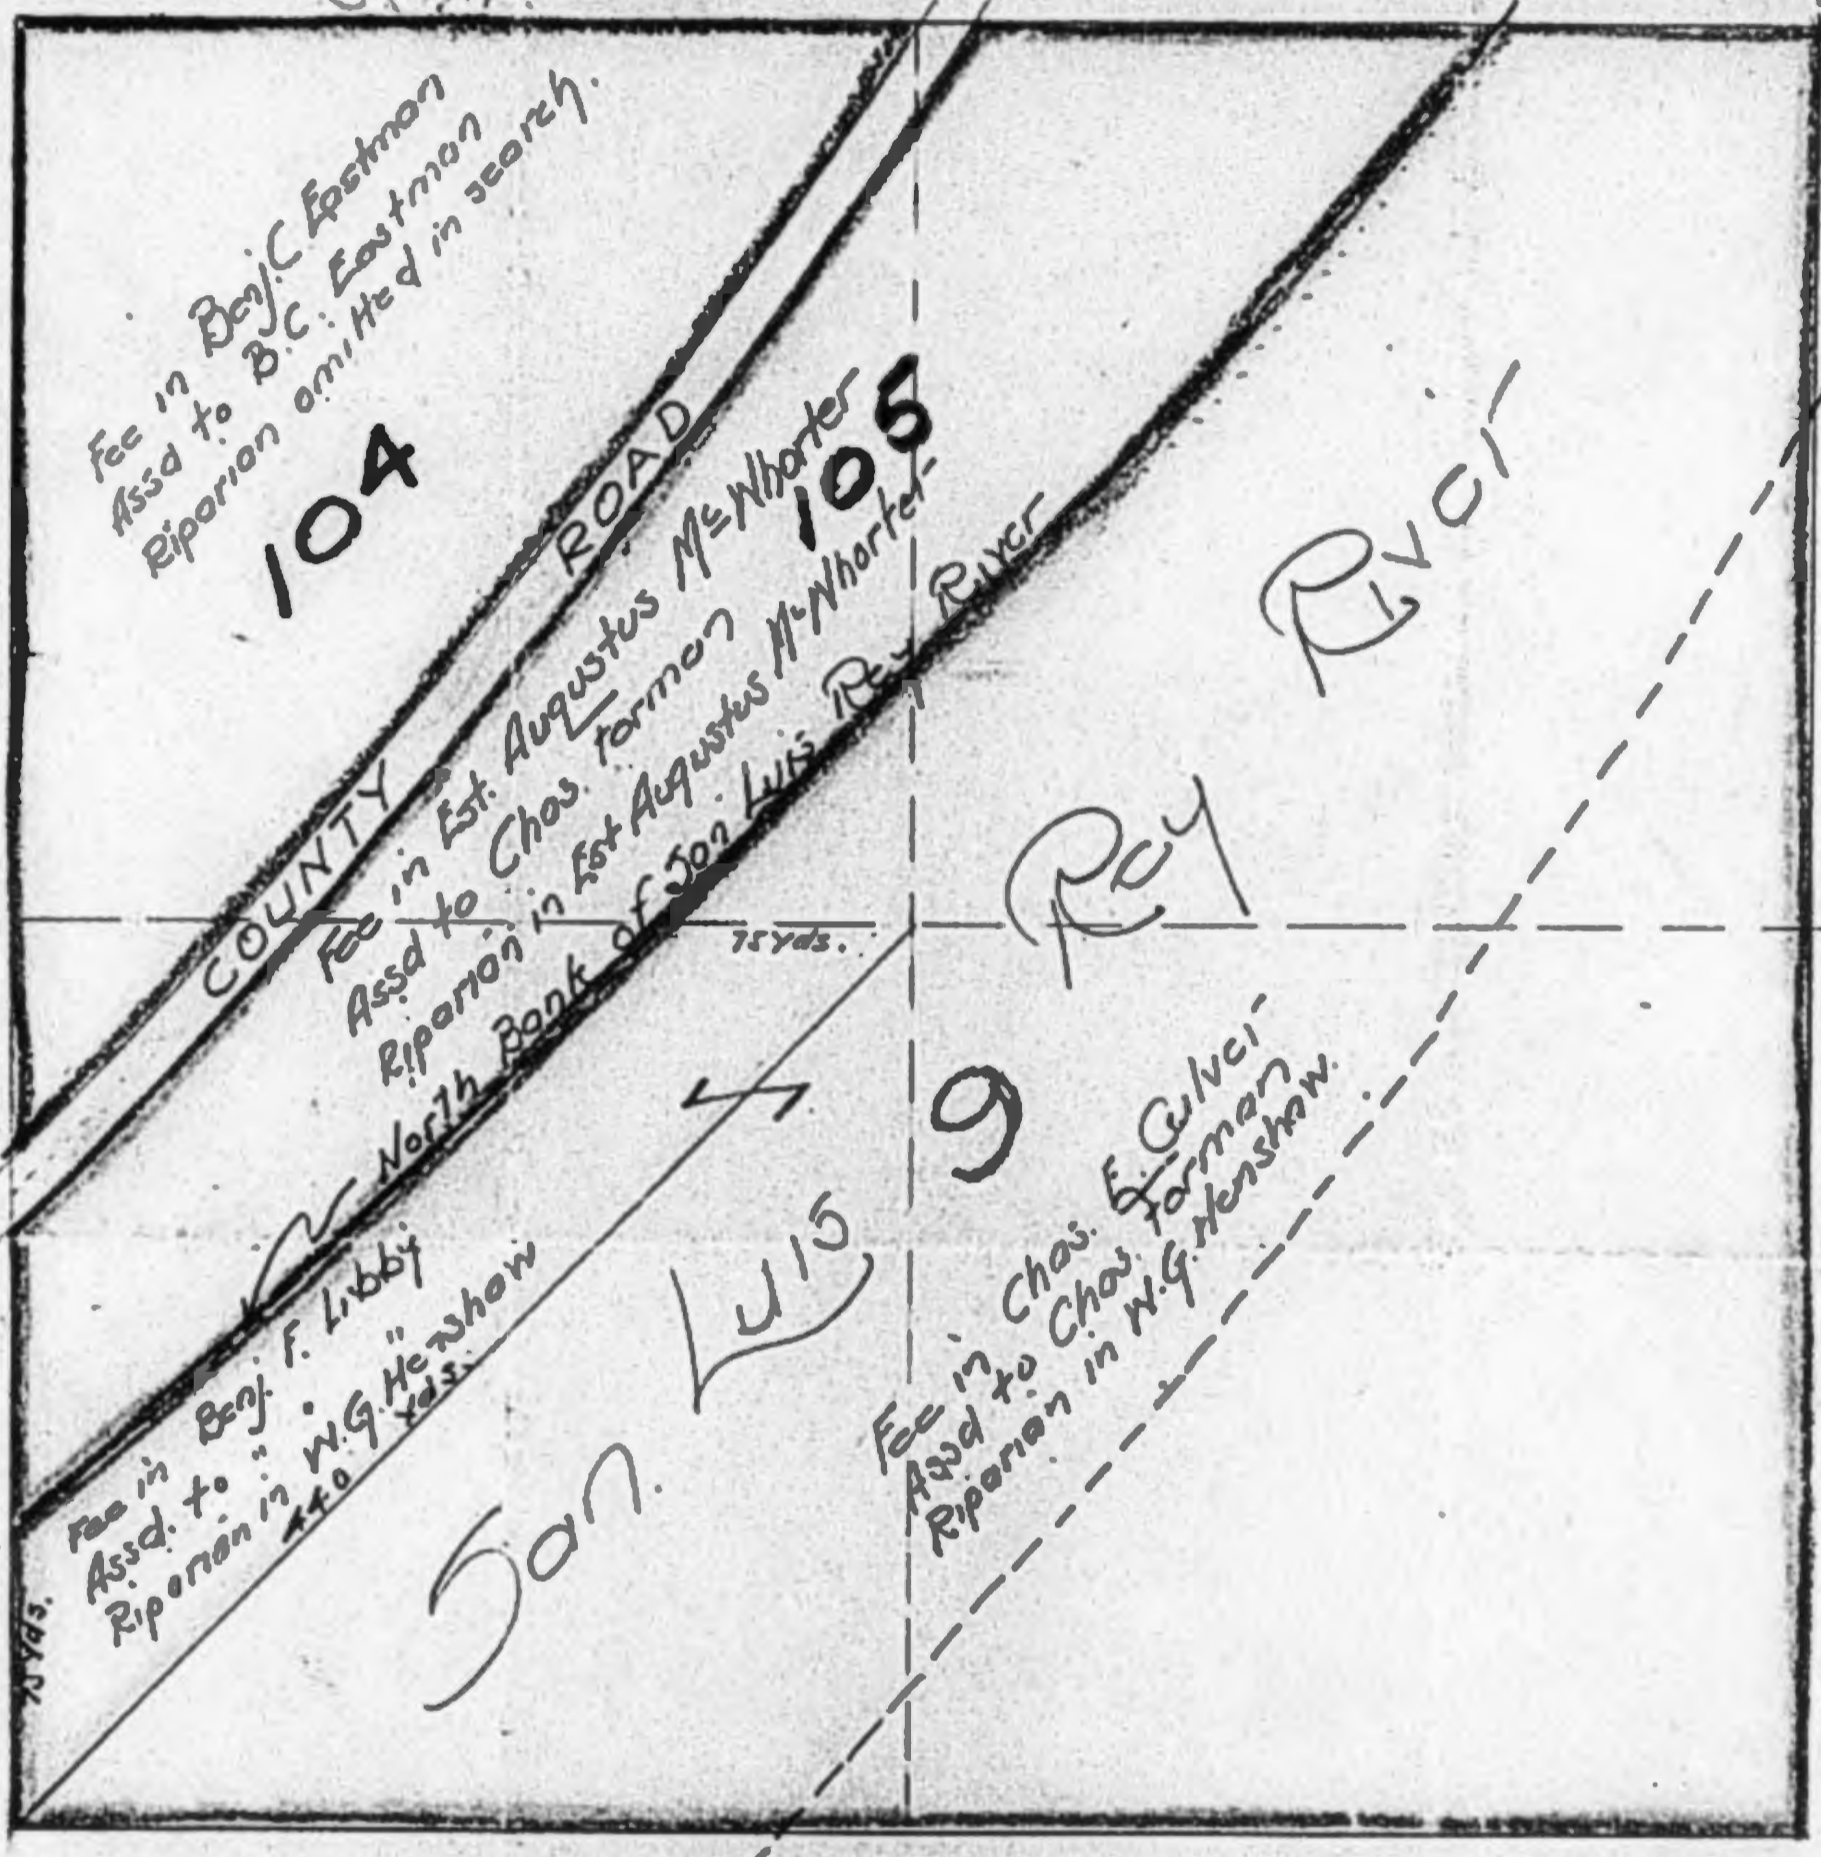 Fee in Benj. C. Eastman
Assd to B.C. Eastman
Riparian omitted in search.
104
COUNTY ROAD
Fee in Est. Augustus McWhorter
Assd to Chas. Forman
Riparian in Est Augustus McWhorter
105
North Bank of San Luis Rey River
75 Yds.
San Luis Rey River
9
Fee in Chas. E. Culver
Assd to Chas. Forman
Riparian in W.G. Henshaw.
Fee in Benj. F. Libby
Assd. to " " "
Riparian in W.G. Henshaw
440 Yds.
75 Yds.